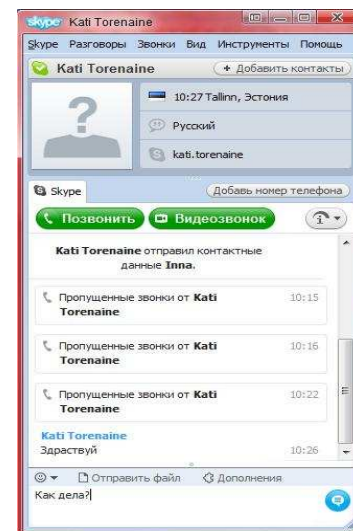 skype Kati Torenaine
Skype Разговоры Звонки Вид Инструменты Помощь
Kati Torenaine + Добавить контакты
?
10:27 Tallinn, Эстония
Русский
kati.torenaine
Skype Добавь номер телефона
Позвонить Видеозвонок
Kati Torenaine отправил контактные
данные Inna.
Пропущенные звонки от Kati 10:15
Torenaine
Пропущенные звонки от Kati 10:16
Torenaine
Пропущенные звонки от Kati 10:22
Torenaine
Kati Torenaine
Здраствуй 10:26
Отправить файл Дополнения
Как дела?